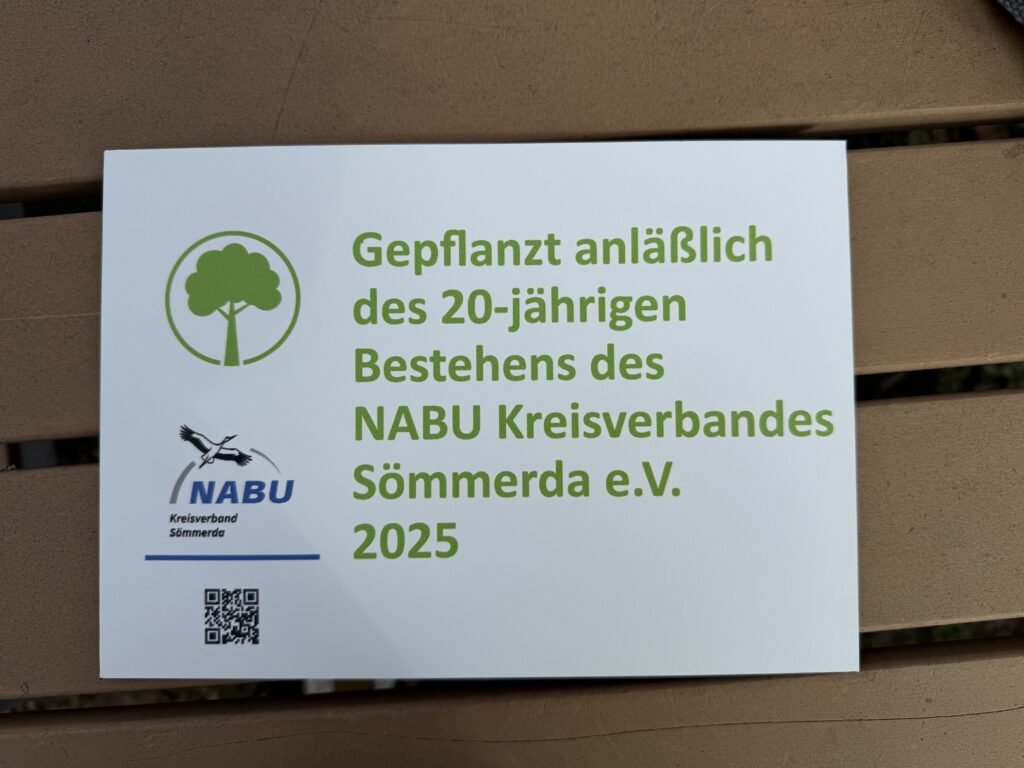 Gepflanzt anläßlich
des 20-jährigen
Bestehens des
NABU Kreisverbandes
Sömmerda e.V.
2025
NABU
Kreisverband
Sömmerda